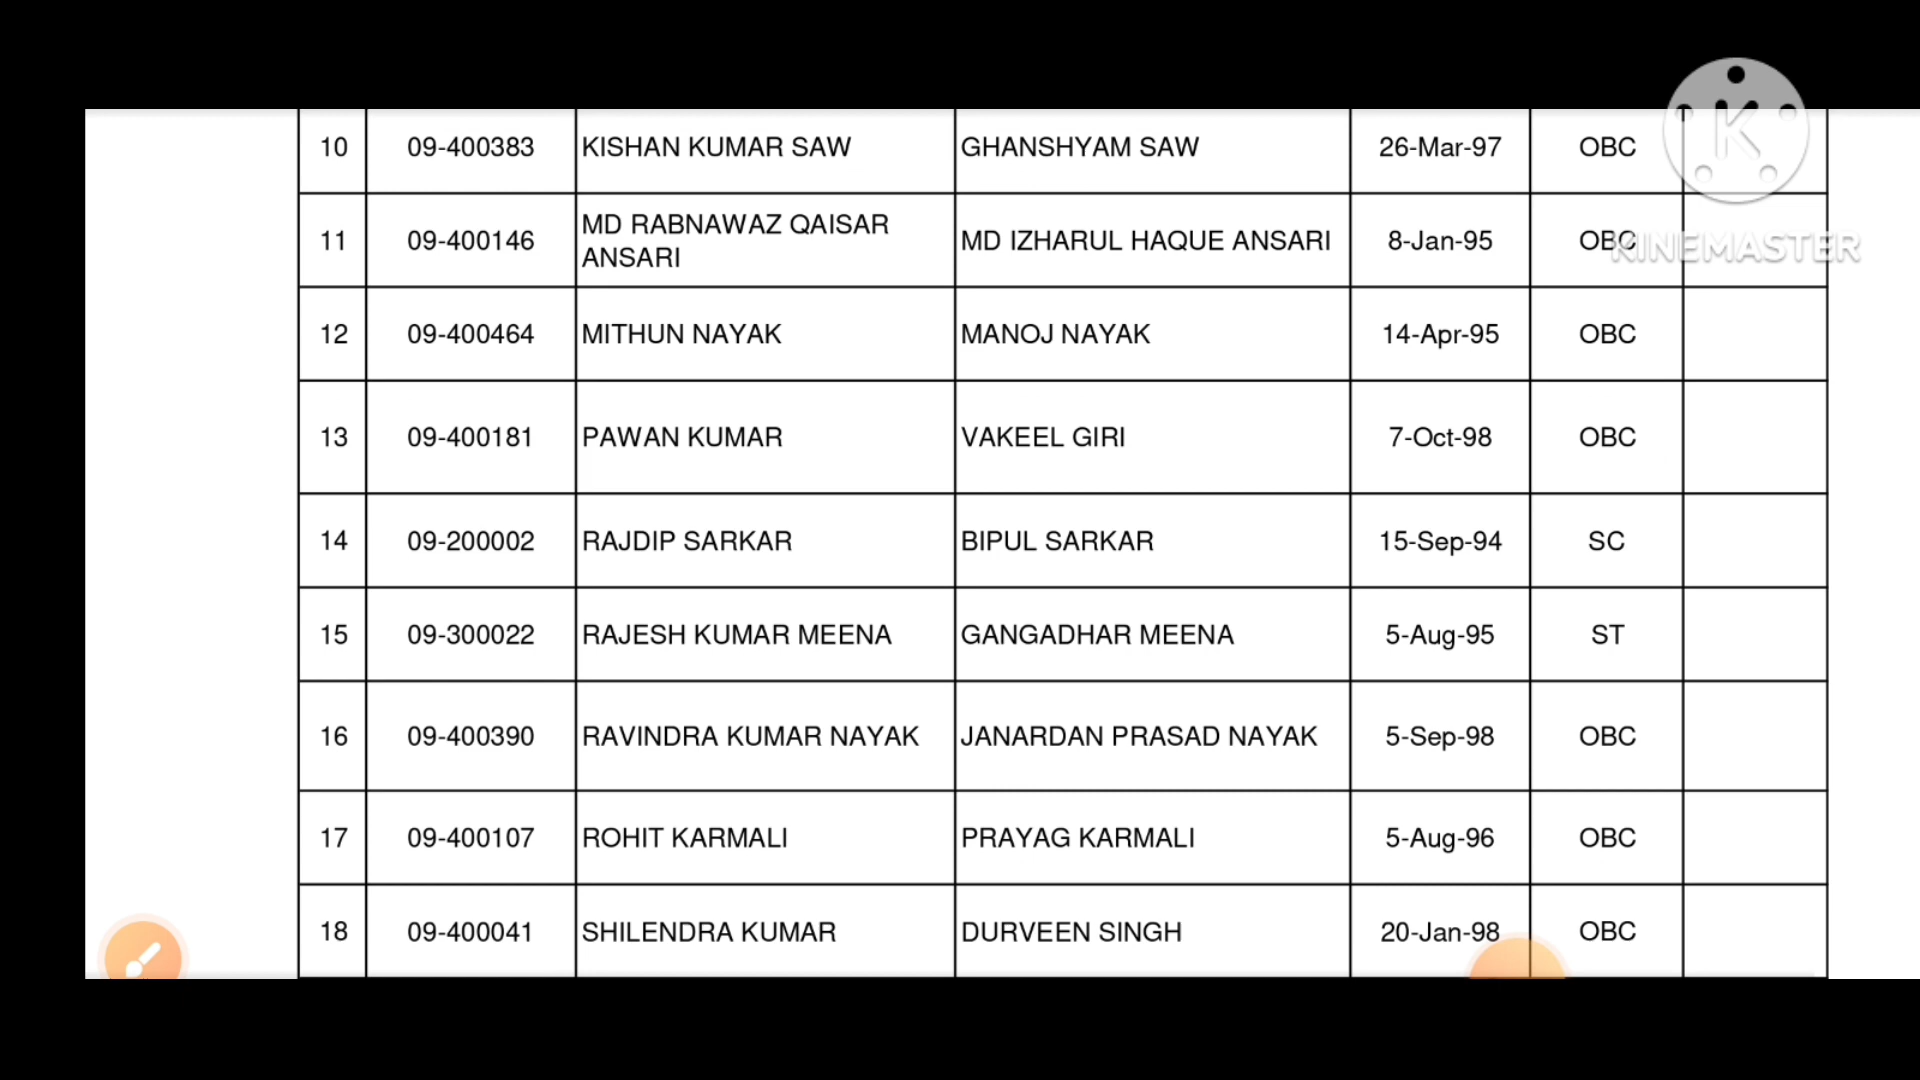 10 09-400383 KISHAN KUMAR SAW GHANSHYAM SAW 26-Mar-97 OBC
11 09-400146 MD RABNAWAZ QAISAR ANSARI MD IZHARUL HAQUE ANSARI 8-Jan-95 OBC
KINEMASTER
12 09-400464 MITHUN NAYAK MANOJ NAYAK 14-Apr-95 OBC
13 09-400181 PAWAN KUMAR VAKEEL GIRI 7-Oct-98 OBC
14 09-200002 RAJDIP SARKAR BIPUL SARKAR 15-Sep-94 SC
15 09-300022 RAJESH KUMAR MEENA GANGADHAR MEENA 5-Aug-95 ST
16 09-400390 RAVINDRA KUMAR NAYAK JANARDAN PRASAD NAYAK 5-Sep-98 OBC
17 09-400107 ROHIT KARMALI PRAYAG KARMALI 5-Aug-96 OBC
18 09-400041 SHILENDRA KUMAR DURVEEN SINGH 20-Jan-98 OBC